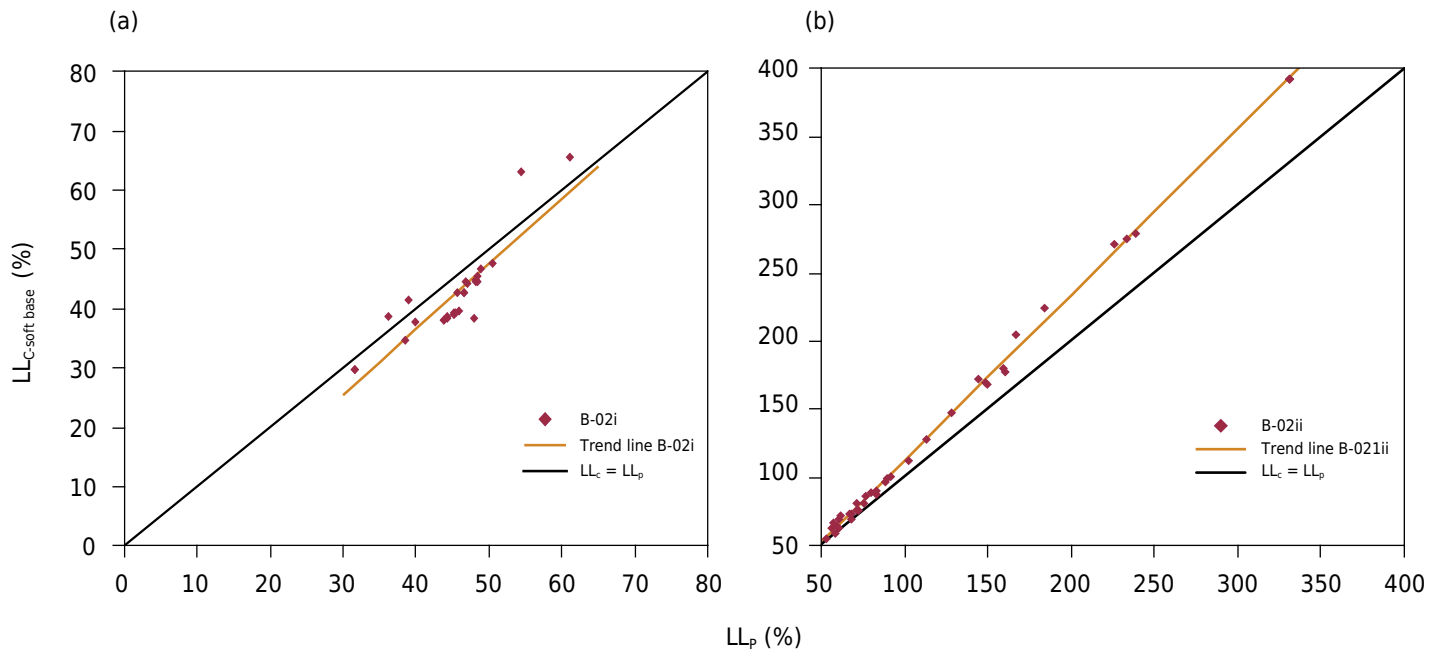 (a)
(b)
80
70
60
50
40
30
20
10
0
0 10 20 30 40 50 60 70 80
LLC-soft base (%)
B-02i
Trend line B-02i
LLc = LLp
400
350
300
250
200
150
100
50
50 100 150 200 250 300 350 400
B-02ii
Trend line B-021ii
LLc = LLp
LLP (%)